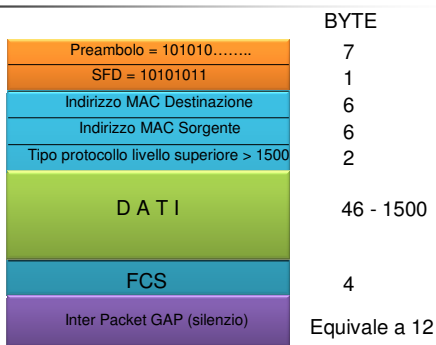 BYTE
Preambolo = 101010........ 7
SFD = 10101011 1
Indirizzo MAC Destinazione 6
Indirizzo MAC Sorgente 6
Tipo protocollo livello superiore > 1500 2
D A T I 46 - 1500
FCS 4
Inter Packet GAP (silenzio) Equivale a 12